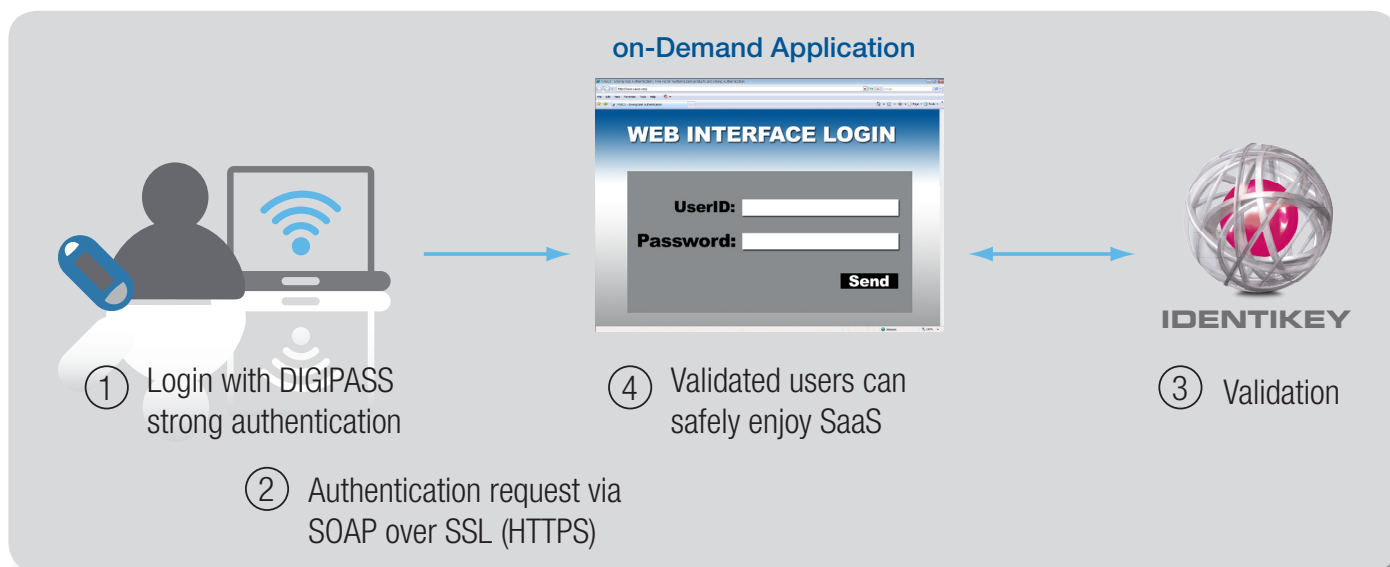 on-Demand Application
WEB INTERFACE LOGIN
UserID:
Password:
Send
IDENTIKEY
1 Login with DIGIPASS
strong authentication
4 Validated users can
safely enjoy SaaS
3 Validation
2 Authentication request via
SOAP over SSL (HTTPS)